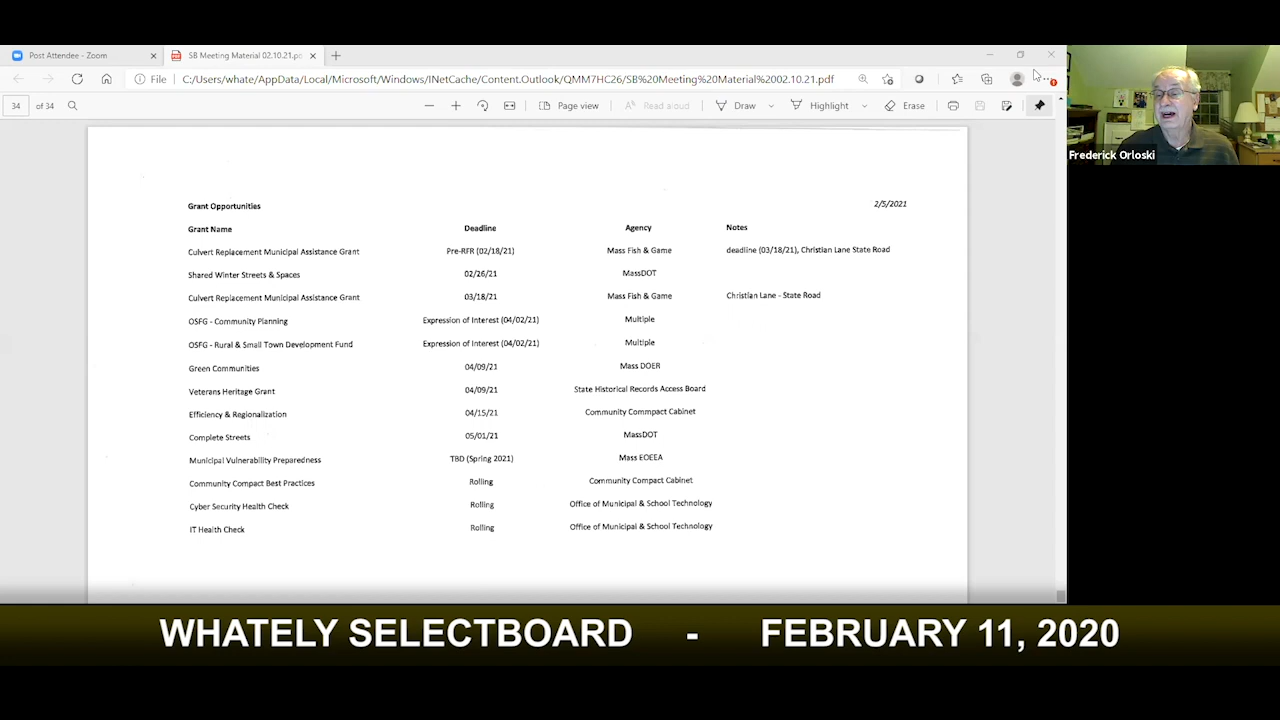 Post Attendee - Zoom
SB Meeting Material 02.10.21.pdf
File C:/Users/whate/AppData/Local/Microsoft/Windows/INetCache/Content.Outlook/QMM7HC26/SB%20Meeting%20Material%2002.10.21.pdf
34 of 34 Page view Read aloud Draw Highlight Erase
Frederick Orloski
Grant Opportunities 2/5/2021
Grant Name Deadline Agency Notes
Culvert Replacement Municipal Assistance Grant Pre-RFR (02/18/21) Mass Fish & Game deadline (03/18/21), Christian Lane State Road
Shared Winter Streets & Spaces 02/26/21 MassDOT
Culvert Replacement Municipal Assistance Grant 03/18/21 Mass Fish & Game Christian Lane - State Road
OSFG - Community Planning Expression of Interest (04/02/21) Multiple
OSFG - Rural & Small Town Development Fund Expression of Interest (04/02/21) Multiple
Green Communities 04/09/21 Mass DOER
Veterans Heritage Grant 04/09/21 State Historical Records Access Board
Efficiency & Regionalization 04/15/21 Community Commpact Cabinet
Complete Streets 05/01/21 MassDOT
Municipal Vulnerability Preparedness TBD (Spring 2021) Mass EOEEA
Community Compact Best Practices Rolling Community Compact Cabinet
Cyber Security Health Check Rolling Office of Municipal & School Technology
IT Health Check Rolling Office of Municipal & School Technology
WHATELY SELECTBOARD - FEBRUARY 11, 2020